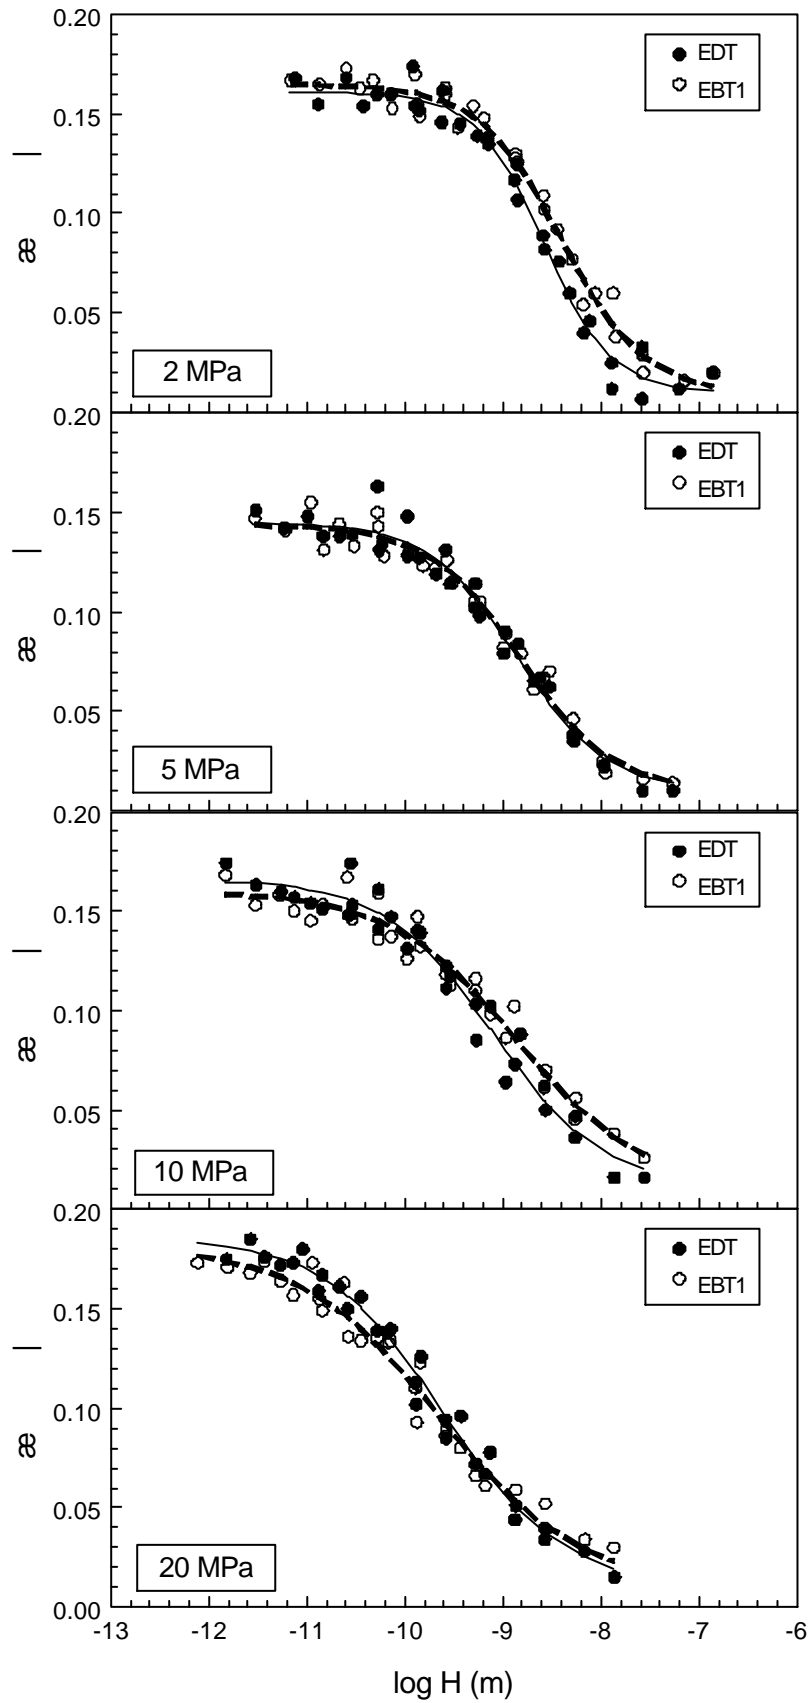 0.20
EDT
EBT1
0.15
0.10
0.05
æ |
2 MPa
0.20
EDT
EBT1
0.15
0.10
0.05
æ |
5 MPa
0.20
EDT
EBT1
0.15
0.10
0.05
æ |
10 MPa
0.20
EDT
EBT1
0.15
0.10
0.05
æ |
20 MPa
0.00
-13 -12 -11 -10 -9 -8 -7 -6
log H (m)